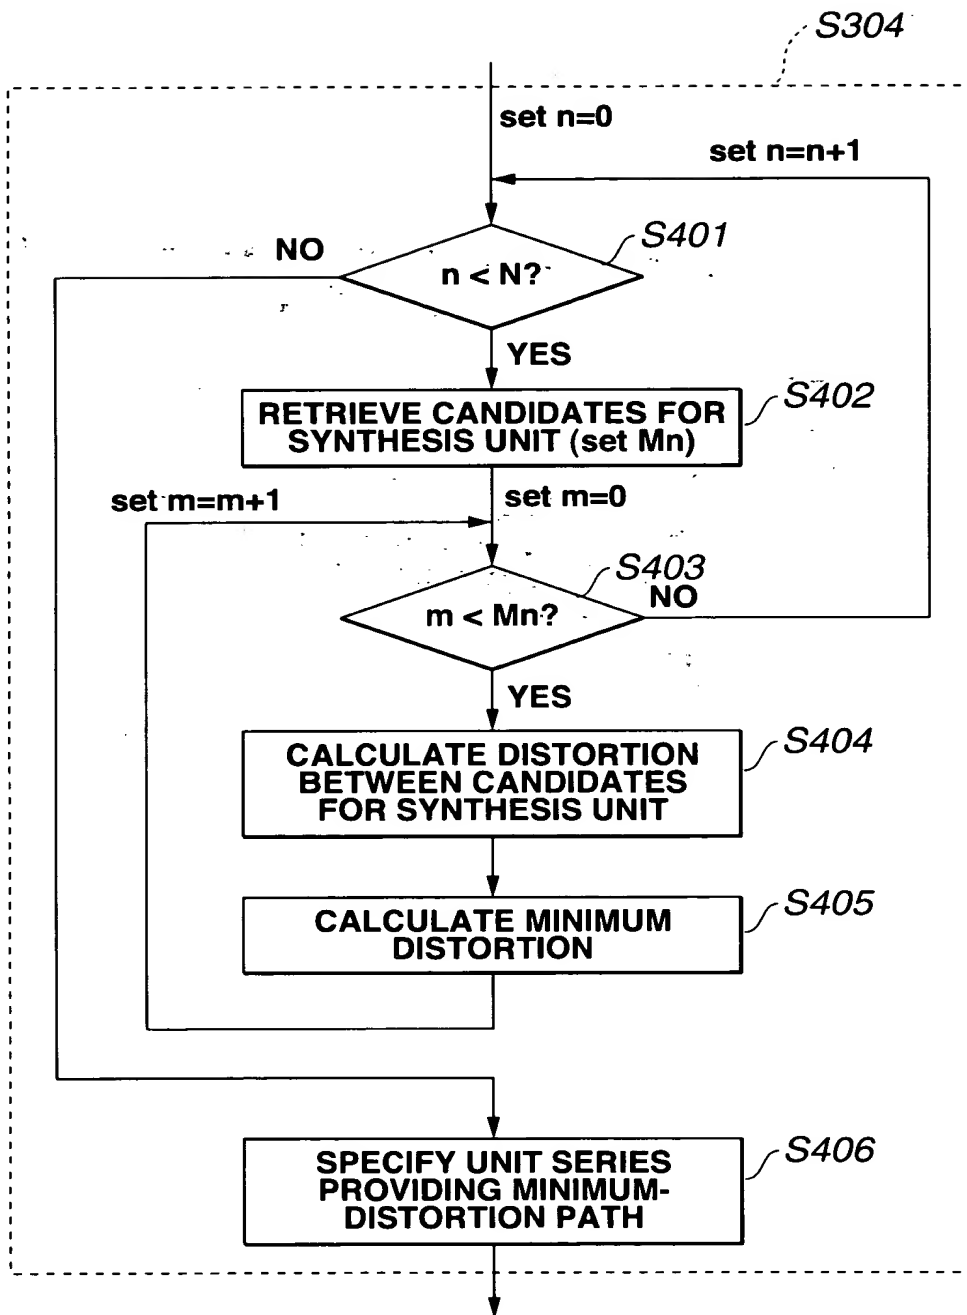 S304
set n=0
set n=n+1
S401
NO
n < N?
YES
S402
RETRIEVE CANDIDATES FOR
SYNTHESIS UNIT (set Mn)
set m=m+1
set m=0
S403
NO
m < Mn?
YES
S404
CALCULATE DISTORTION
BETWEEN CANDIDATES
FOR SYNTHESIS UNIT
S405
CALCULATE MINIMUM
DISTORTION
S406
SPECIFY UNIT SERIES
PROVIDING MINIMUM-
DISTORTION PATH